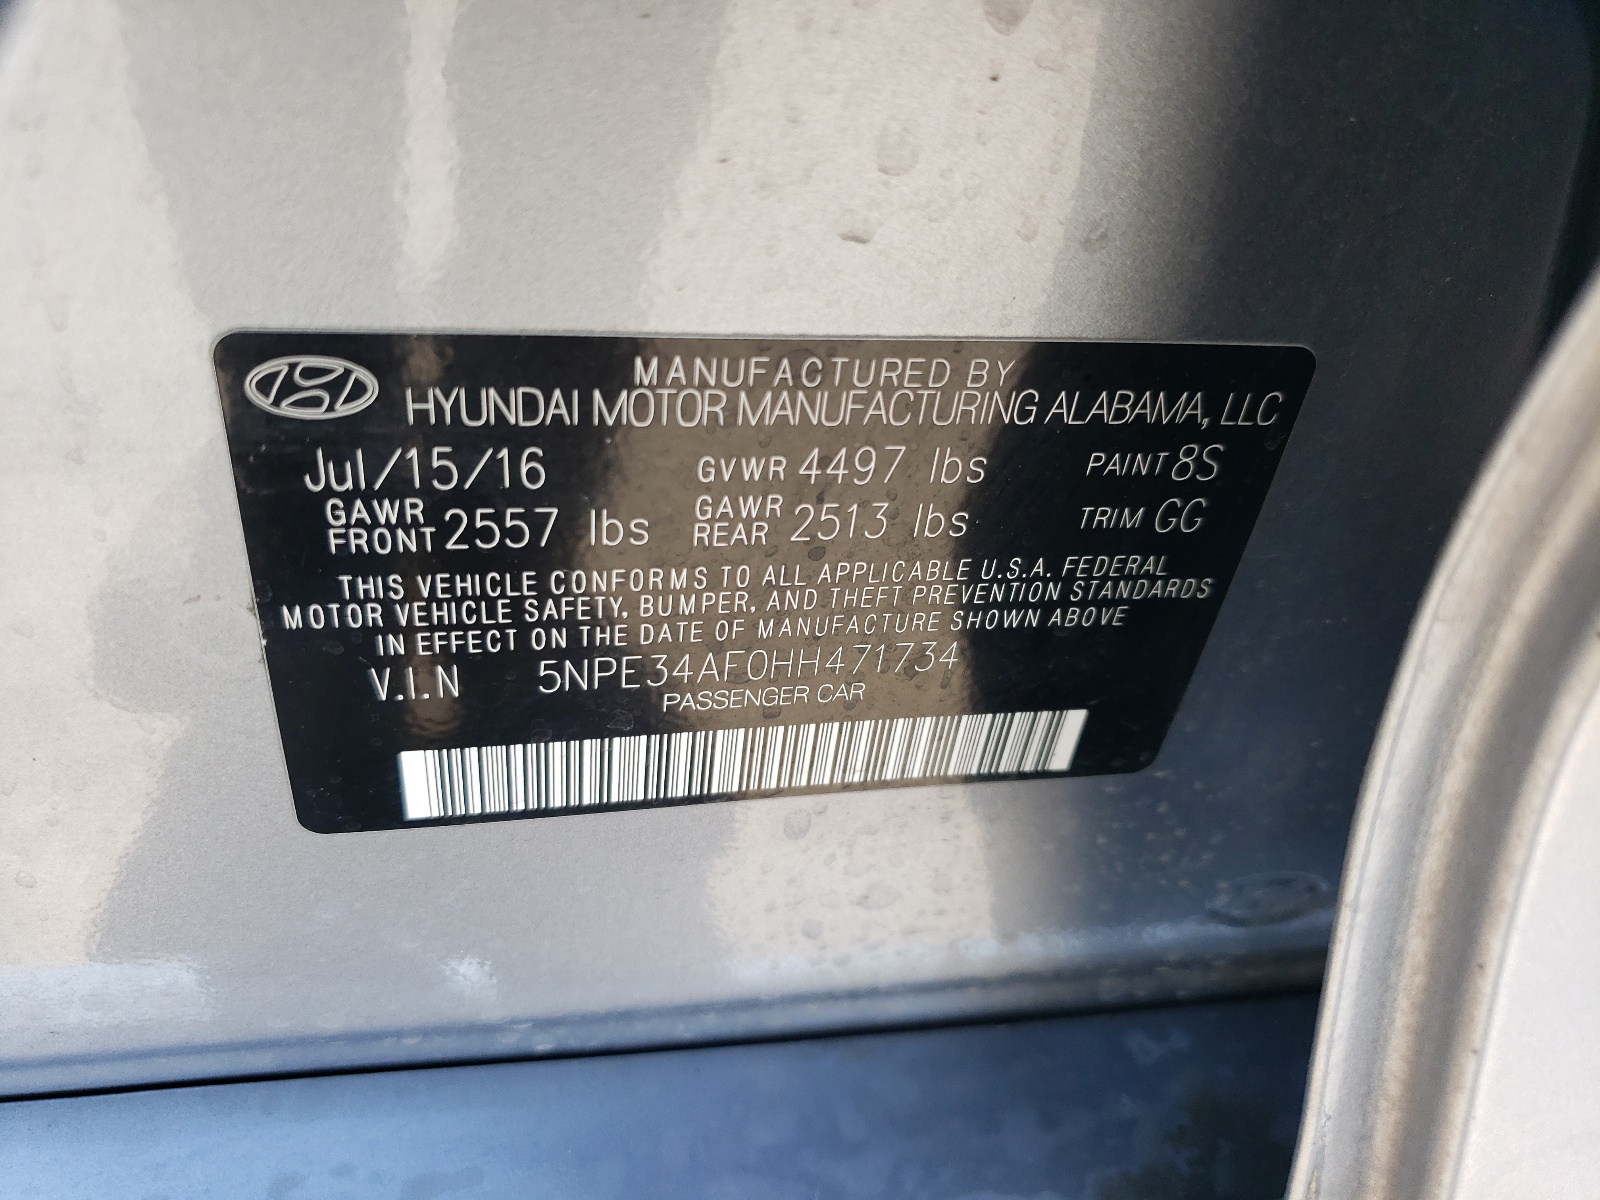 MANUFACTURED BY
HYUNDAI MOTOR MANUFACTURING ALABAMA, LLC
Jul/15/16 GVWR 4497 lbs PAINT 8S
GAWR FRONT 2557 lbs GAWR REAR 2513 lbs TRIM GG
THIS VEHICLE CONFORMS TO ALL APPLICABLE U.S.A. FEDERAL
MOTOR VEHICLE SAFETY, BUMPER, AND THEFT PREVENTION STANDARDS
IN EFFECT ON THE DATE OF MANUFACTURE SHOWN ABOVE
V.I.N 5NPE34AF0HH471734
PASSENGER CAR